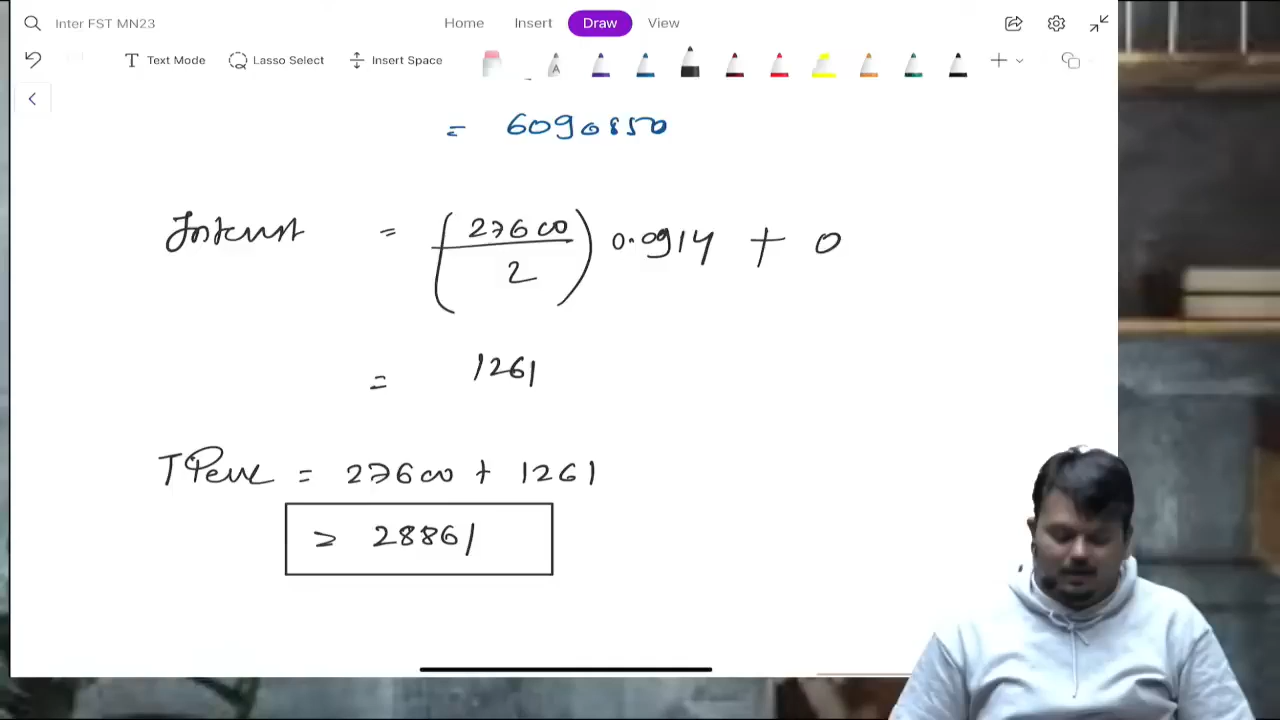 Inter FST MN23
Home Insert Draw View
Text Mode Lasso Select Insert Space
= 6090850
Interest = (27600/2) 0.0914 + 0
= 1261
= 27600 + 1261
= 28861